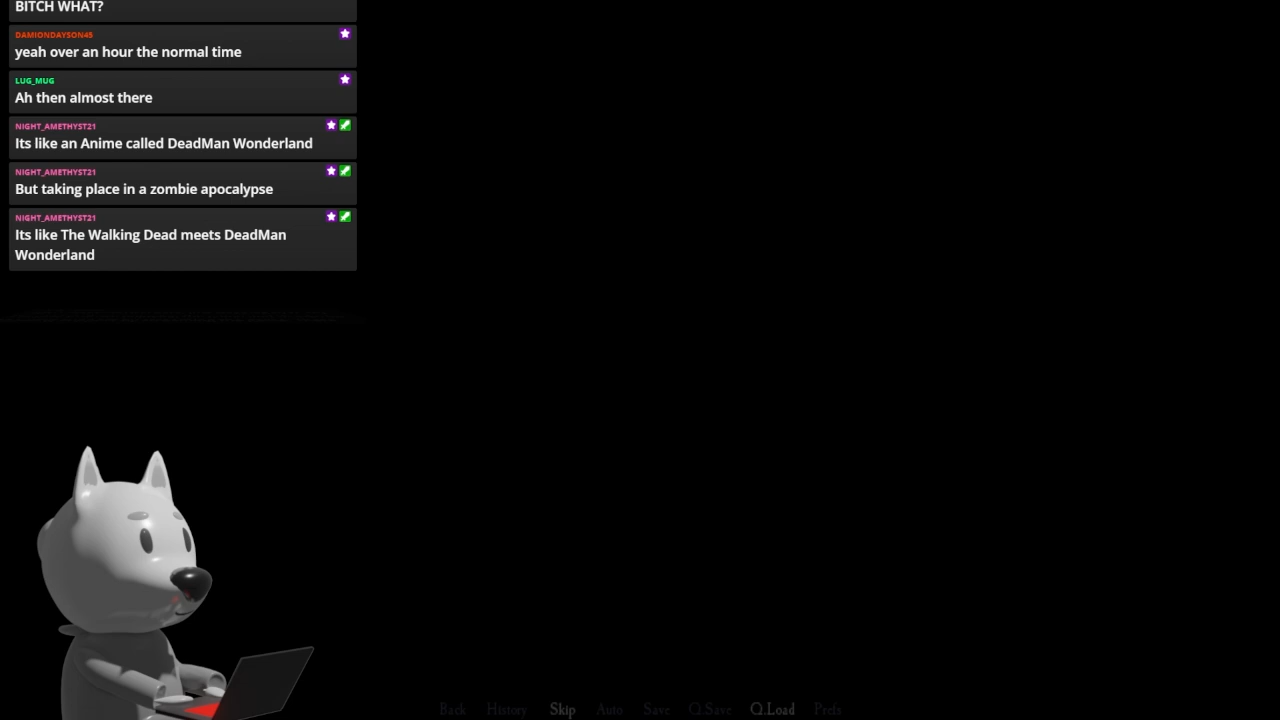 BITCH WHAT?
DAMIONDAYSON45
yeah over an hour the normal time
LUG_MUG
Ah then almost there
NIGHT_AMETHYST21
Its like an Anime called DeadMan Wonderland
NIGHT_AMETHYST21
But taking place in a zombie apocalypse
NIGHT_AMETHYST21
Its like The Walking Dead meets DeadMan
Wonderland
Back History Skip Auto Save Q.Save Q.Load Prefs